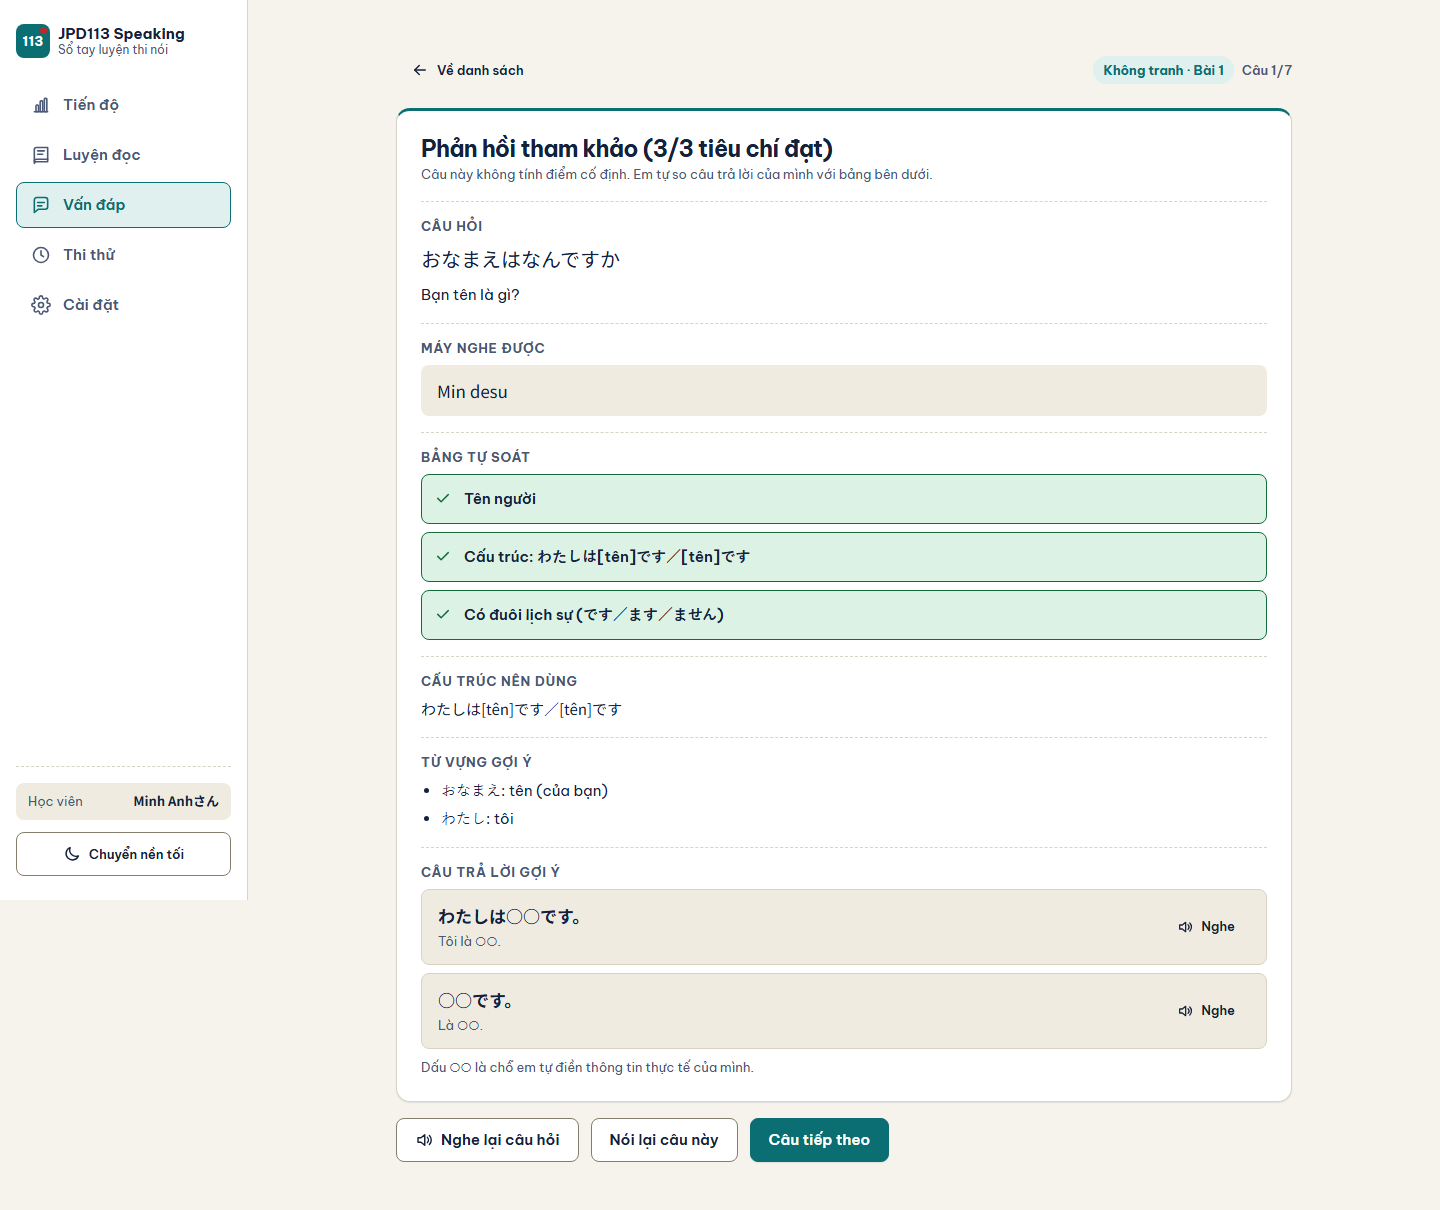 113
JPD113 Speaking
Sổ tay luyện thi nói
Tiến độ
Luyện đọc
Vấn đáp
Thi thử
Cài đặt
Học viên
Minh Anhさん
Chuyển nền tối
Về danh sách
Không tranh · Bài 1
Câu 1/7
Phản hồi tham khảo (3/3 tiêu chí đạt)
Câu này không tính điểm cố định. Em tự so câu trả lời của mình với bảng bên dưới.
CÂU HỎI
おなまえはなんですか
Bạn tên là gì?
MÁY NGHE ĐƯỢC
Min desu
BẢNG TỰ SOÁT
Tên người
Cấu trúc: わたしは[tên]です／[tên]です
Có đuôi lịch sự (です／ます／ません)
CẤU TRÚC NÊN DÙNG
わたしは[tên]です／[tên]です
TỪ VỰNG GỢI Ý
• おなまえ: tên (của bạn)
• わたし: tôi
CÂU TRẢ LỜI GỢI Ý
わたしは〇〇です。
Tôi là 〇〇.
Nghe
〇〇です。
Là 〇〇.
Nghe
Dấu 〇〇 là chỗ em tự điền thông tin thực tế của mình.
Nghe lại câu hỏi
Nói lại câu này
Câu tiếp theo